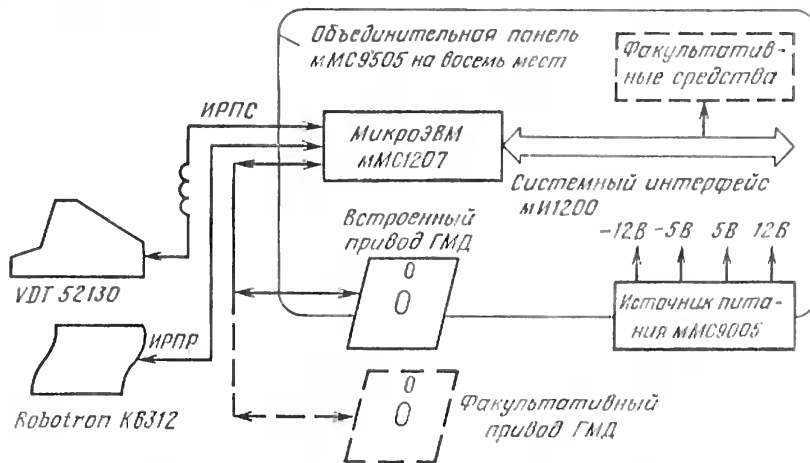 Объединительная панель
мМС9505 на восемь мест
Факультатив-
ные средства
ИРПС
МикроЭВМ
мМС1207
Системный интерфейс
мИ1200
Встроенный
привод ГМД
0
0
-12В -5В 5В 12В
VDT 52130
Источник пита-
ния мМС9005
ИРПР
Robotron К6312
0
0
Факультативный
привод ГМД